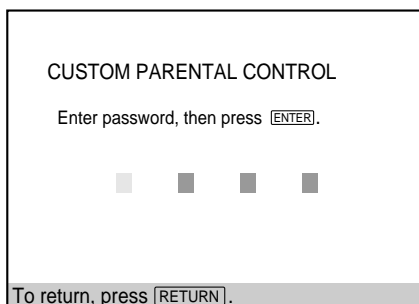 CUSTOM PARENTAL CONTROL
Enter password, then press ENTER.
To return, press RETURN.